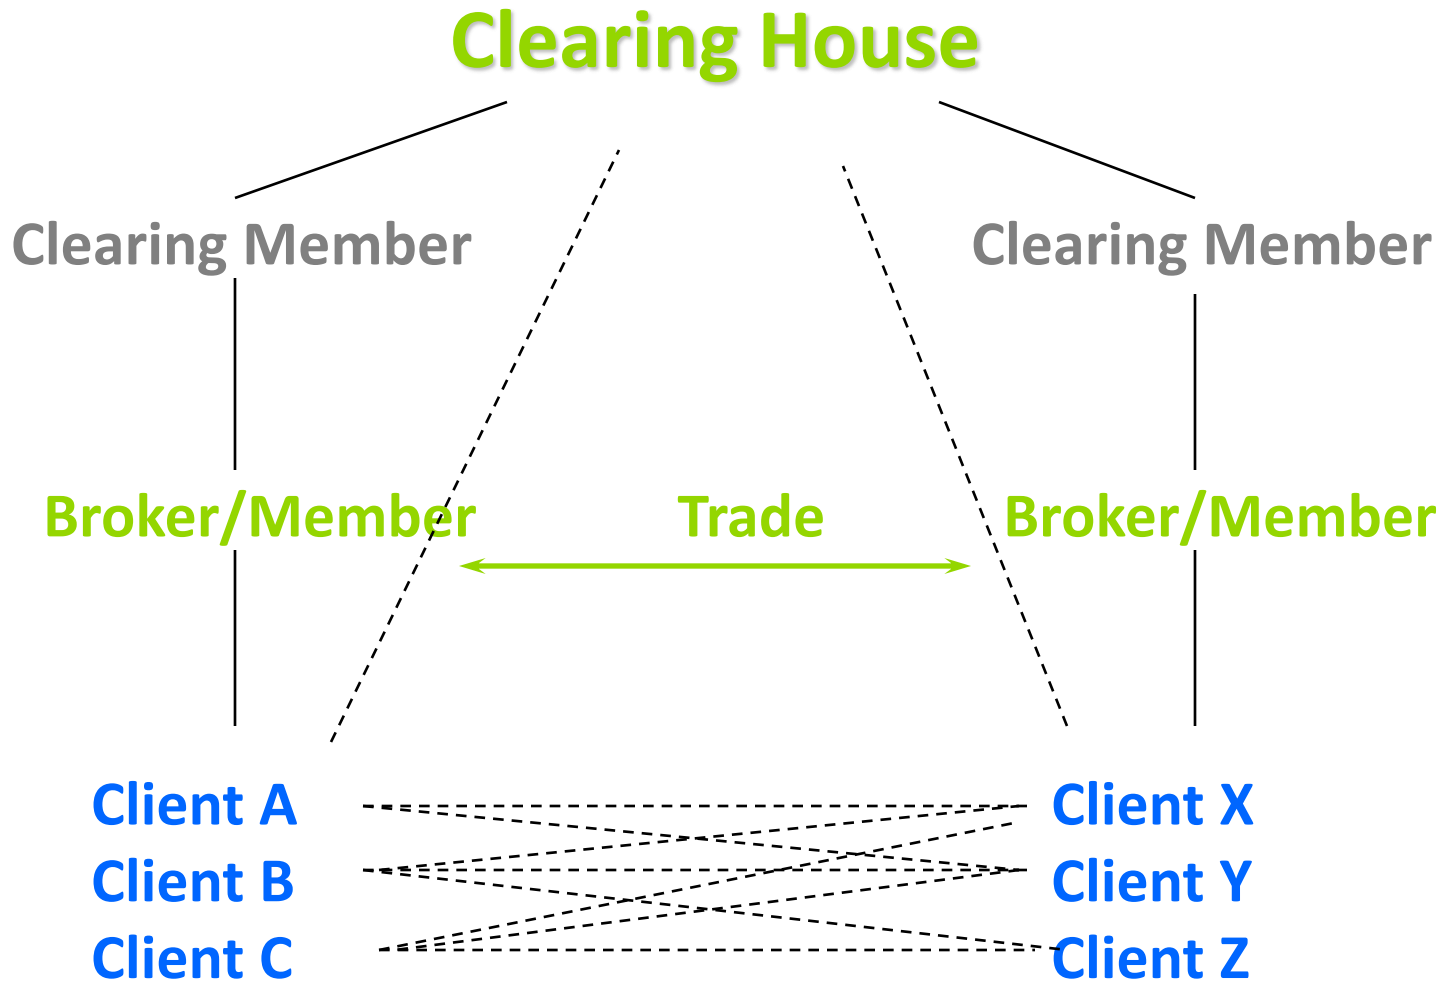 Clearing House
Clearing Member
Clearing Member
Broker/Member
Trade
Broker/Member
Client A
Client X
Client B
Client Y
Client C
Client Z